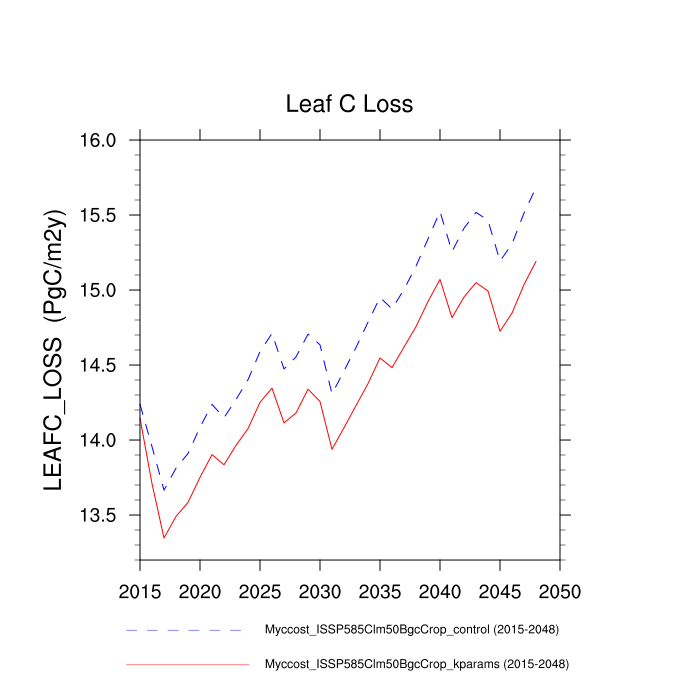 Leaf C Loss
LEAFC_LOSS (PgC/m2y)
16.0
15.5
15.0
14.5
14.0
13.5
2015 2020 2025 2030 2035 2040 2045 2050
Myccost_ISSP585Clm50BgcCrop_control (2015-2048)
Myccost_ISSP585Clm50BgcCrop_kparams (2015-2048)